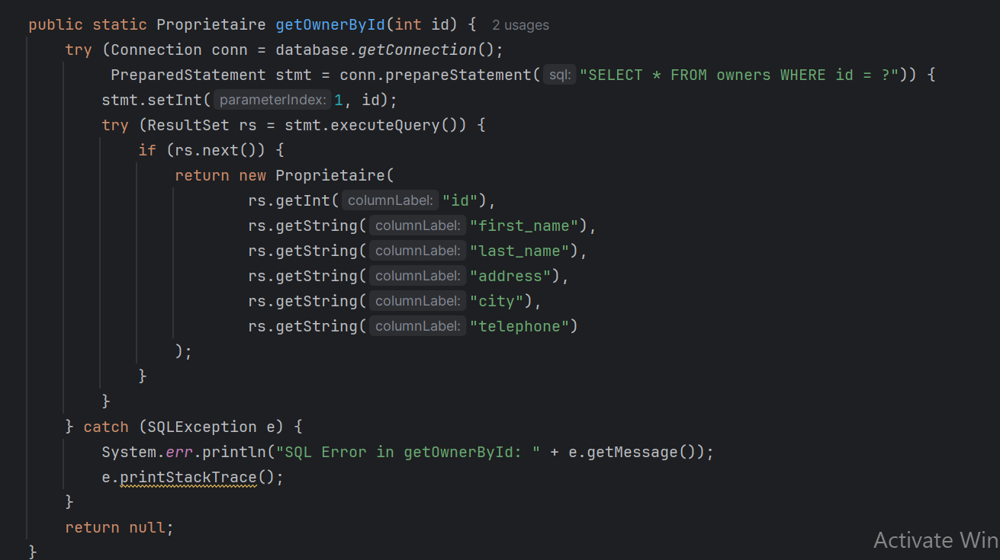 public static Proprietaire getOwnerById(int id) { 2 usages
try (Connection conn = database.getConnection();
PreparedStatement stmt = conn.prepareStatement( sql: "SELECT * FROM owners WHERE id = ?")) {
stmt.setInt( parameterIndex: 1, id);
try (ResultSet rs = stmt.executeQuery()) {
if (rs.next()) {
return new Proprietaire(
rs.getInt( columnLabel: "id"),
rs.getString( columnLabel: "first_name"),
rs.getString( columnLabel: "last_name"),
rs.getString( columnLabel: "address"),
rs.getString( columnLabel: "city"),
rs.getString( columnLabel: "telephone")
);
}
}
} catch (SQLException e) {
System.err.println("SQL Error in getOwnerById: " + e.getMessage());
e.printStackTrace();
}
return null;
}
Activate Win